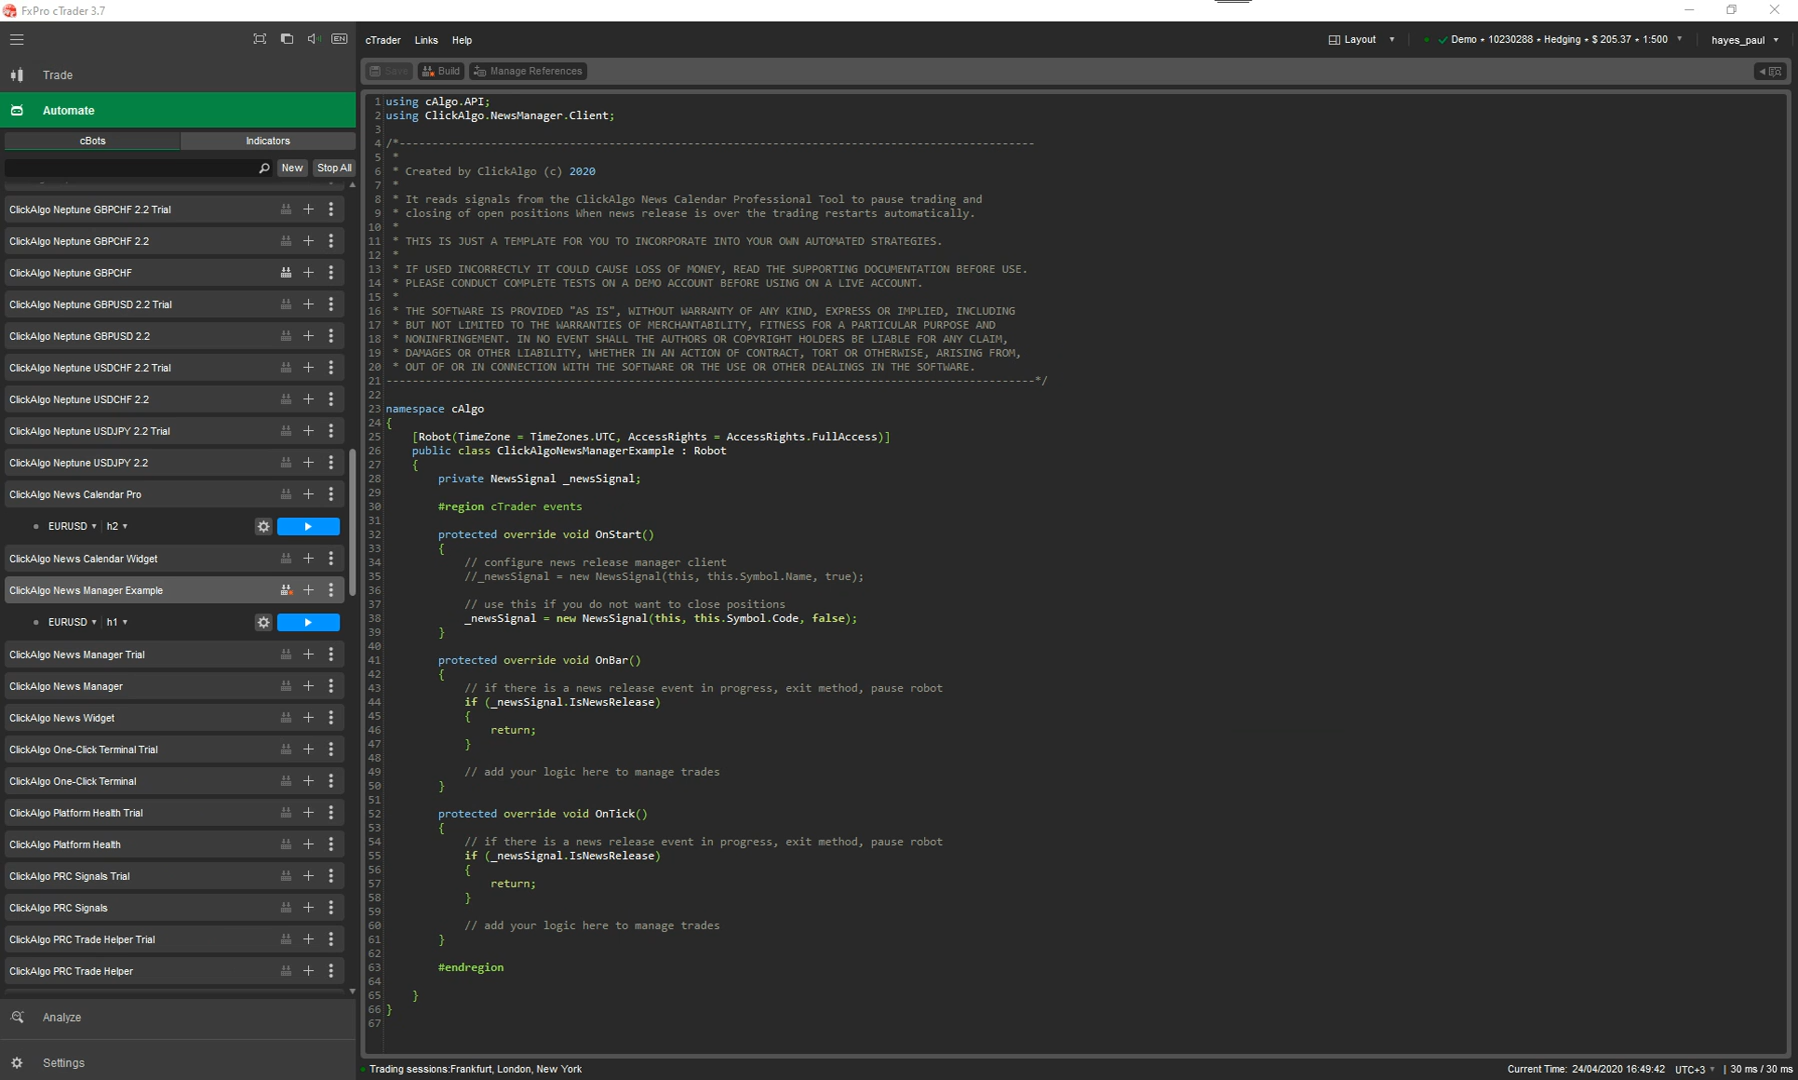 FxPro cTrader 3.7
EN
cTrader Links Help
Layout
Demo • 10230288 • Hedging • $ 205.37 • 1:500
hayes_paul
Trade
Save Build Manage References
Automate
cBots Indicators
New Stop All
ClickAlgo Neptune GBPCHF 2.2 Trial
ClickAlgo Neptune GBPCHF 2.2
ClickAlgo Neptune GBPCHF
ClickAlgo Neptune GBPUSD 2.2 Trial
ClickAlgo Neptune GBPUSD 2.2
ClickAlgo Neptune USDCHF 2.2 Trial
ClickAlgo Neptune USDCHF 2.2
ClickAlgo Neptune USDJPY 2.2 Trial
ClickAlgo Neptune USDJPY 2.2
ClickAlgo News Calendar Pro
EURUSD h2
ClickAlgo News Calendar Widget
ClickAlgo News Manager Example
EURUSD h1
ClickAlgo News Manager Trial
ClickAlgo News Manager
ClickAlgo News Widget
ClickAlgo One-Click Terminal Trial
ClickAlgo One-Click Terminal
ClickAlgo Platform Health Trial
ClickAlgo Platform Health
ClickAlgo PRC Signals Trial
ClickAlgo PRC Signals
ClickAlgo PRC Trade Helper Trial
ClickAlgo PRC Trade Helper
Analyze
Settings
1 using cAlgo.API;
2 using ClickAlgo.NewsManager.Client;
3
4 /*---------------------------------------------------------------------------------------------------
5 *
6 * Created by ClickAlgo (c) 2020
7 *
8 * It reads signals from the ClickAlgo News Calendar Professional Tool to pause trading and
9 * closing of open positions When news release is over the trading restarts automatically.
10 *
11 * THIS IS JUST A TEMPLATE FOR YOU TO INCORPORATE INTO YOUR OWN AUTOMATED STRATEGIES.
12 *
13 * IF USED INCORRECTLY IT COULD CAUSE LOSS OF MONEY, READ THE SUPPORTING DOCUMENTATION BEFORE USE.
14 * PLEASE CONDUCT COMPLETE TESTS ON A DEMO ACCOUNT BEFORE USING ON A LIVE ACCOUNT.
15 *
16 * THE SOFTWARE IS PROVIDED "AS IS", WITHOUT WARRANTY OF ANY KIND, EXPRESS OR IMPLIED, INCLUDING
17 * BUT NOT LIMITED TO THE WARRANTIES OF MERCHANTABILITY, FITNESS FOR A PARTICULAR PURPOSE AND
18 * NONINFRINGEMENT. IN NO EVENT SHALL THE AUTHORS OR COPYRIGHT HOLDERS BE LIABLE FOR ANY CLAIM,
19 * DAMAGES OR OTHER LIABILITY, WHETHER IN AN ACTION OF CONTRACT, TORT OR OTHERWISE, ARISING FROM,
20 * OUT OF OR IN CONNECTION WITH THE SOFTWARE OR THE USE OR OTHER DEALINGS IN THE SOFTWARE.
21 ---------------------------------------------------------------------------------------------------*/
22
23 namespace cAlgo
24 {
25 [Robot(TimeZone = TimeZones.UTC, AccessRights = AccessRights.FullAccess)]
26 public class ClickAlgoNewsManagerExample : Robot
27 {
28 private NewsSignal _newsSignal;
29
30 #region cTrader events
31
32 protected override void OnStart()
33 {
34 // configure news release manager client
35 //_newsSignal = new NewsSignal(this, this.Symbol.Name, true);
36
37 // use this if you do not want to close positions
38 _newsSignal = new NewsSignal(this, this.Symbol.Code, false);
39 }
40
41 protected override void OnBar()
42 {
43 // if there is a news release event in progress, exit method, pause robot
44 if (_newsSignal.IsNewsRelease)
45 {
46 return;
47 }
48
49 // add your logic here to manage trades
50 }
51
52 protected override void OnTick()
53 {
54 // if there is a news release event in progress, exit method, pause robot
55 if (_newsSignal.IsNewsRelease)
56 {
57 return;
58 }
59
60 // add your logic here to manage trades
61 }
62
63 #endregion
64
65 }
66 }
67
Trading sessions:Frankfurt, London, New York
Current Time: 24/04/2020 16:49:42 UTC+3 | 30 ms / 30 ms